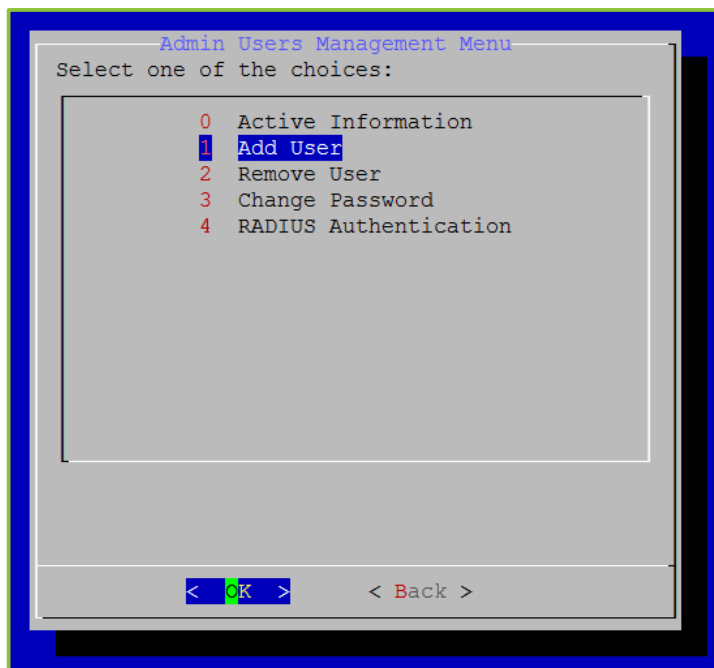 Admin Users Management Menu
Select one of the choices:
0 Active Information
1 Add User
2 Remove User
3 Change Password
4 RADIUS Authentication
< OK > < Back >